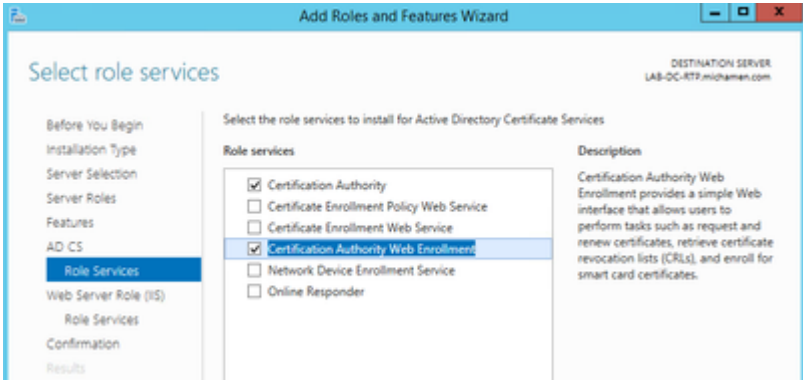 Add Roles and Features Wizard
Select role services
DESTINATION SERVER
LAB-DC-RTP.michamen.com
Before You Begin
Installation Type
Server Selection
Server Roles
Features
AD CS
Role Services
Web Server Role (IIS)
Role Services
Confirmation
Results
Select the role services to install for Active Directory Certificate Services
Role services
Certification Authority
Certificate Enrollment Policy Web Service
Certificate Enrollment Web Service
Certification Authority Web Enrollment
Network Device Enrollment Service
Online Responder
Description
Certification Authority Web
Enrollment provides a simple Web
interface that allows users to
perform tasks such as request and
renew certificates, retrieve certificate
revocation lists (CRLs), and enroll for
smart card certificates.